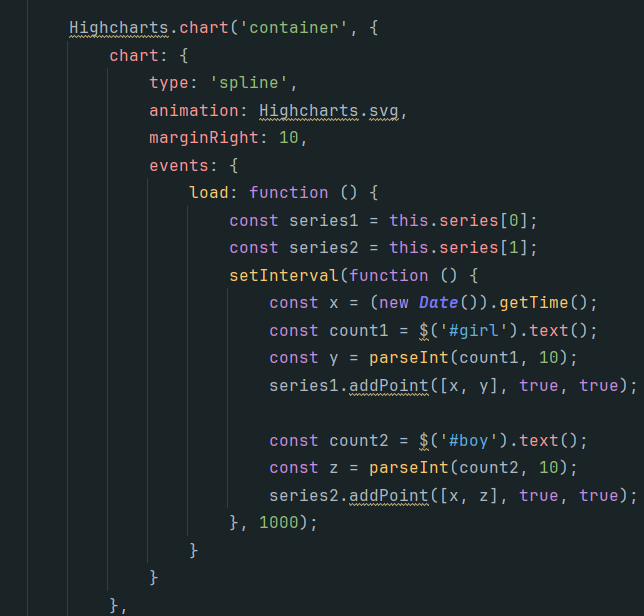 Highcharts.chart('container', {
    chart: {
        type: 'spline',
        animation: Highcharts.svg,
        marginRight: 10,
        events: {
            load: function () {
                const series1 = this.series[0];
                const series2 = this.series[1];
                setInterval(function () {
                    const x = (new Date()).getTime();
                    const count1 = $('#girl').text();
                    const y = parseInt(count1, 10);
                    series1.addPoint([x, y], true, true);

                    const count2 = $('#boy').text();
                    const z = parseInt(count2, 10);
                    series2.addPoint([x, z], true, true);
                }, 1000);
            }
        }
    },